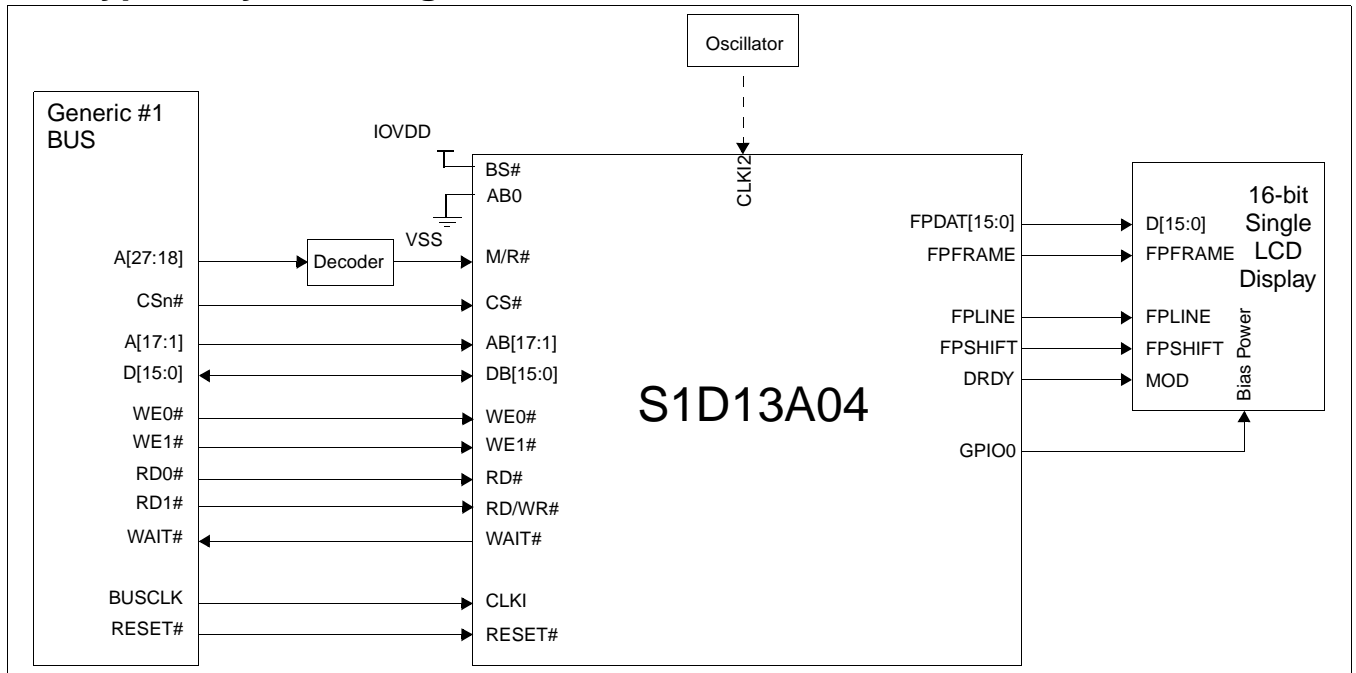 Oscillator
Generic #1
BUS
IOVDD
BS#
AB0
VSS
CLKI2
A[27:18]
Decoder
M/R#
CSn#
CS#
A[17:1]
AB[17:1]
D[15:0]
DB[15:0]
WE0#
WE0#
WE1#
WE1#
RD0#
RD#
RD1#
RD/WR#
WAIT#
WAIT#
BUSCLK
CLKI
RESET#
RESET#
S1D13A04
FPDAT[15:0]
FPFRAME
FPLINE
FPSHIFT
DRDY
GPIO0
D[15:0]
FPFRAME
FPLINE
FPSHIFT
MOD
16-bit
Single
LCD
Display
Bias Power